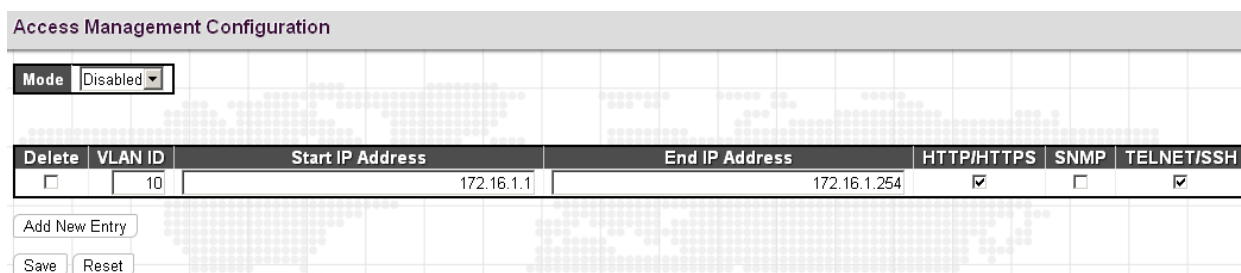 Access Management Configuration
Mode Disabled
Delete VLAN ID Start IP Address End IP Address HTTP/HTTPS SNMP TELNET/SSH
10 172.16.1.1 172.16.1.254
Add New Entry
Save Reset